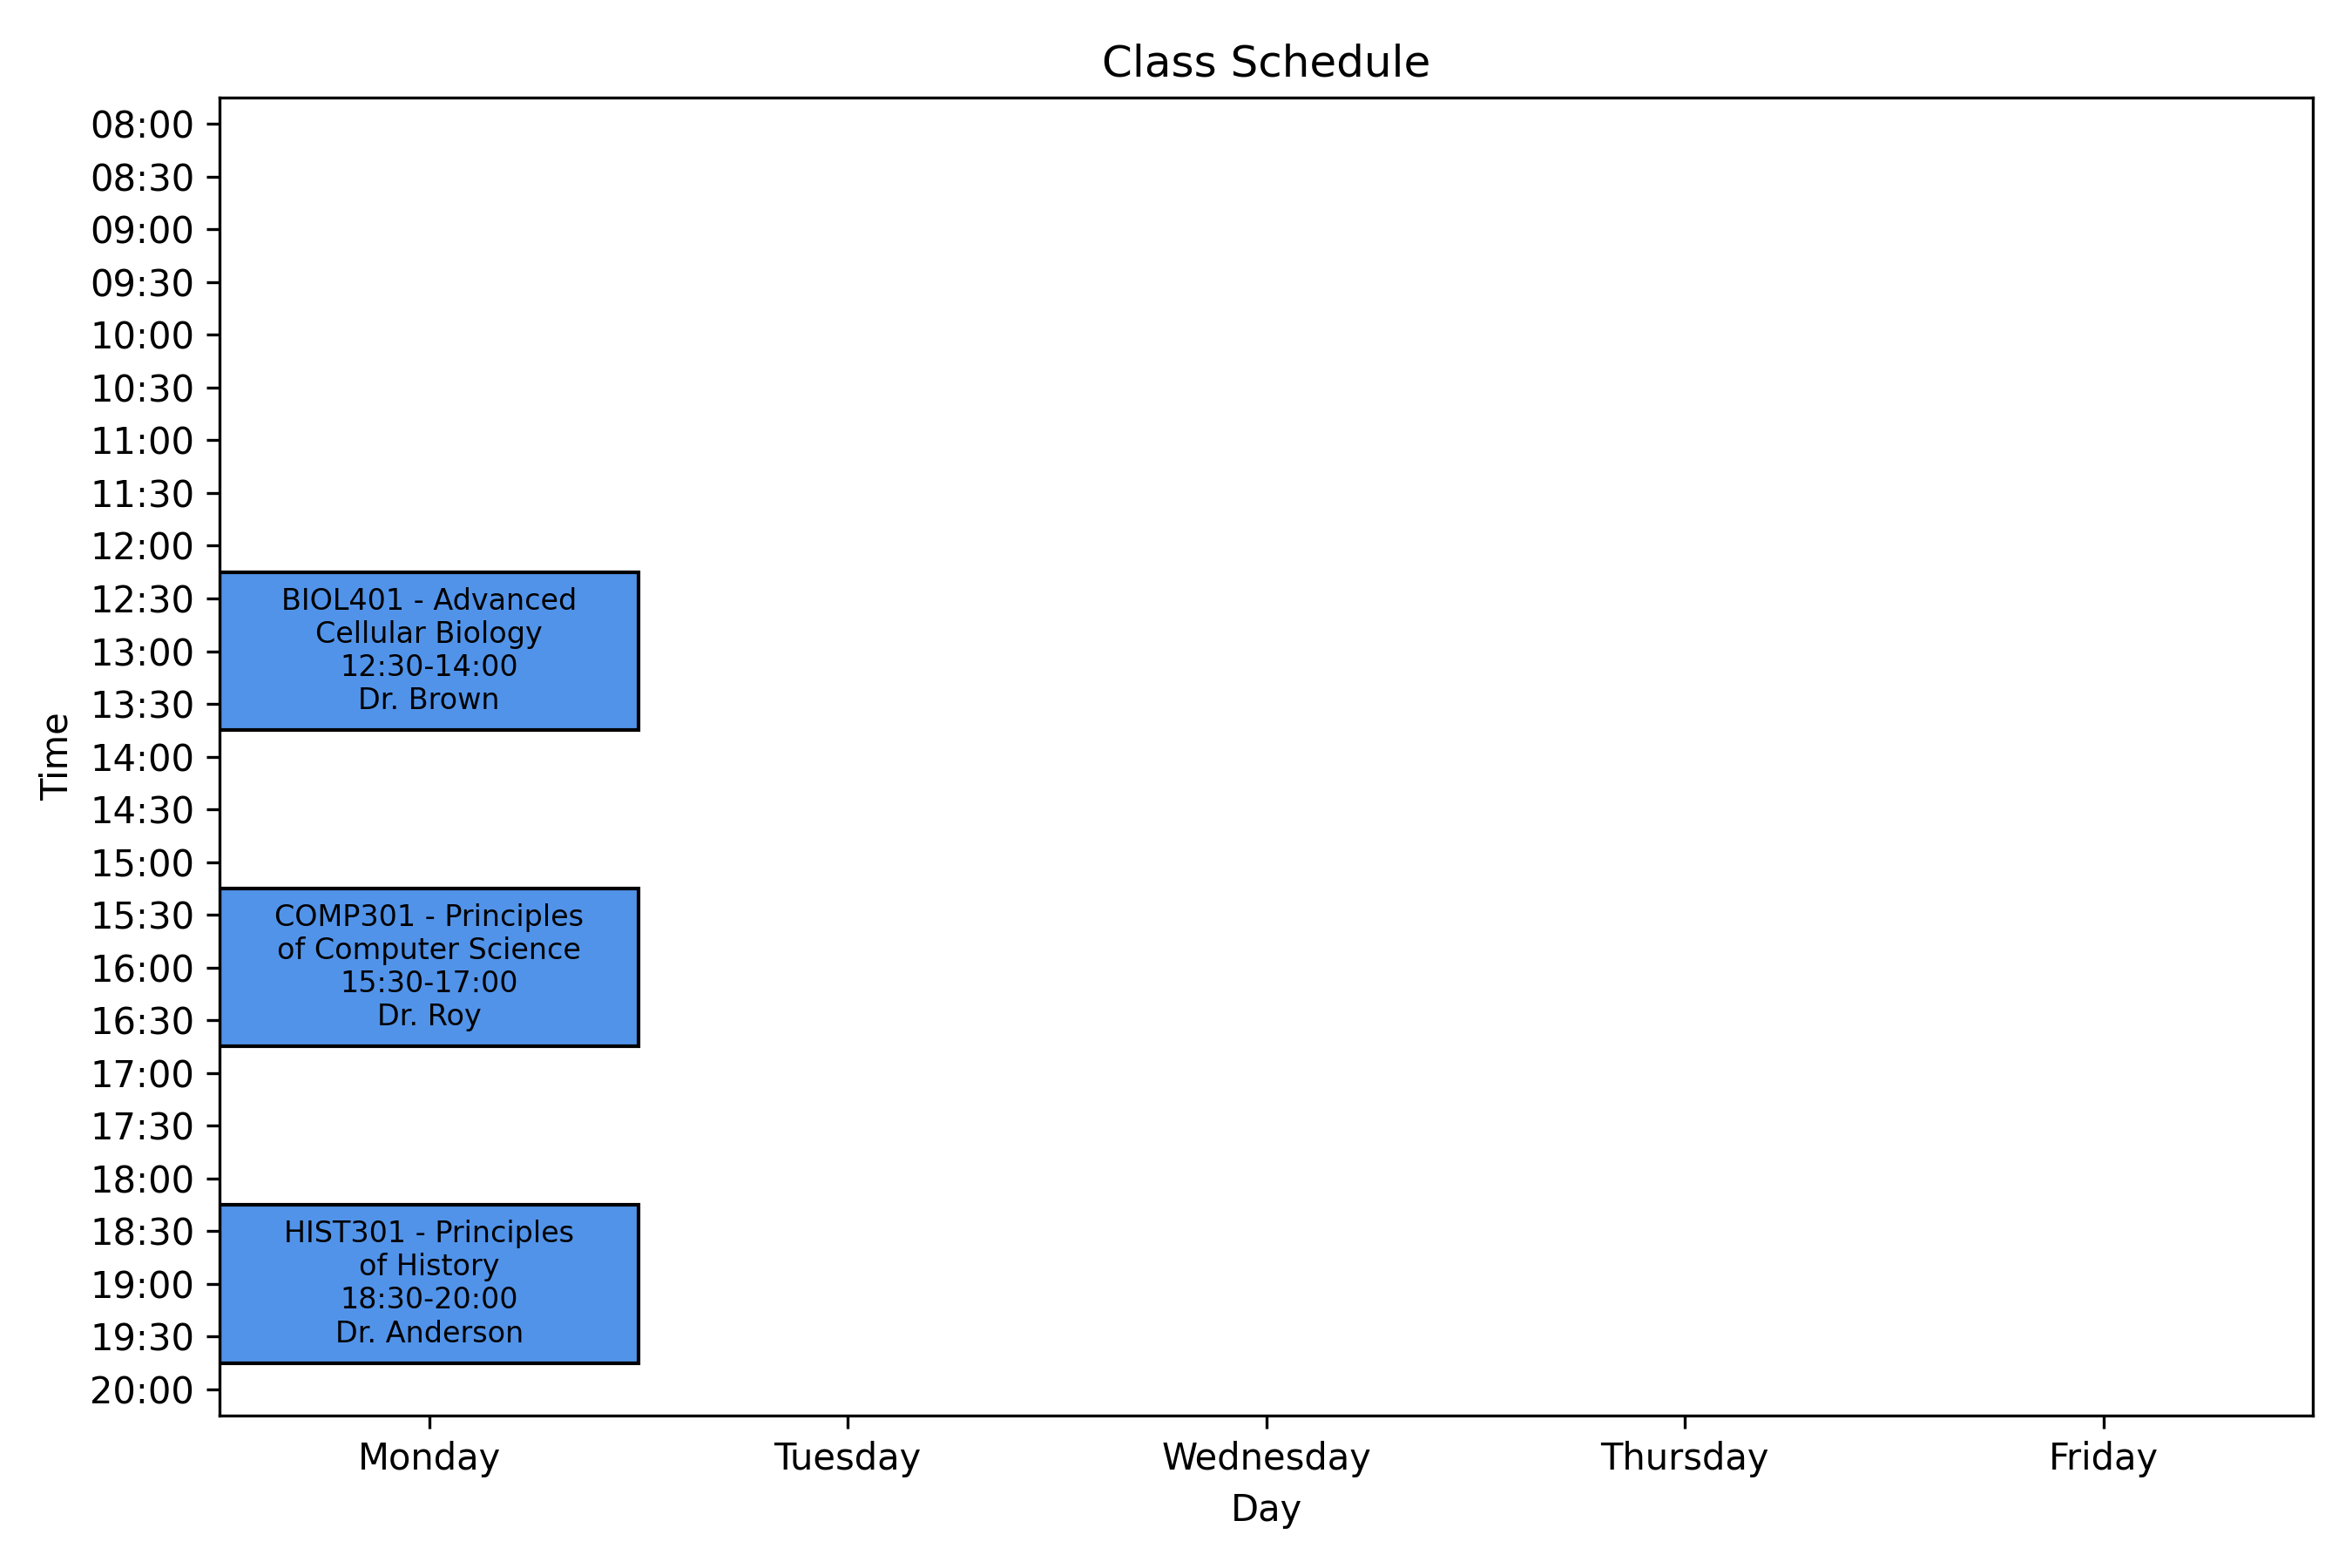 Class Schedule
Time
08:00
08:30
09:00
09:30
10:00
10:30
11:00
11:30
12:00
12:30
13:00
13:30
14:00
14:30
15:00
15:30
16:00
16:30
17:00
17:30
18:00
18:30
19:00
19:30
20:00
BIOL401 - Advanced
Cellular Biology
12:30-14:00
Dr. Brown
COMP301 - Principles
of Computer Science
15:30-17:00
Dr. Roy
HIST301 - Principles
of History
18:30-20:00
Dr. Anderson
Monday
Tuesday
Wednesday
Thursday
Friday
Day